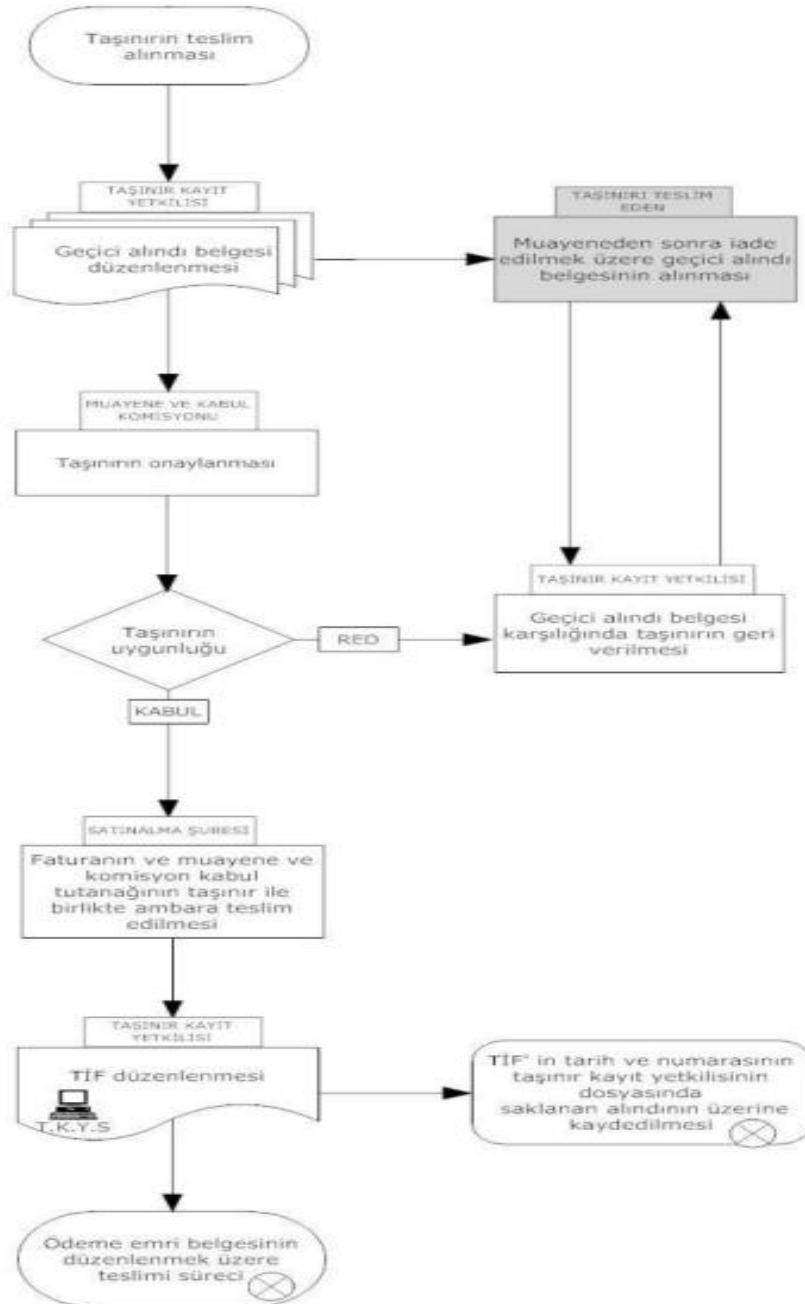 Taşınırın teslim
alınması
TAŞINIR KAYIT
YETKİLİSİ
Geçici alındı belgesi
düzenlenmesi
TAŞINIRI TESLİM
EDEN
Muayeneden sonra iade
edilmek üzere geçici alındı
belgesinin alınması
MUAYENE VE KABUL
KOMİSYONU
Taşınırın onaylanması
Taşınırın
uygunluğu
RED
TAŞINIR KAYIT YETKİLİSİ
Geçici alındı belgesi
karşılığında taşınırın geri
verilmesi
KABUL
SATINALMA ŞUBESİ
Faturanın ve muayene ve
komisyon kabul
tutanağının taşınır ile
birlikte ambara teslim
edilmesi
TAŞINIR KAYIT
YETKİLİSİ
TİF düzenlenmesi
T.K.Y.S
TİF' in tarih ve numarasının
taşınır kayıt yetkilisinin
dosyasında
saklanan alındının üzerine
kaydedilmesi
Ödeme emri belgesinin
düzenlenmek üzere
teslimi süreci